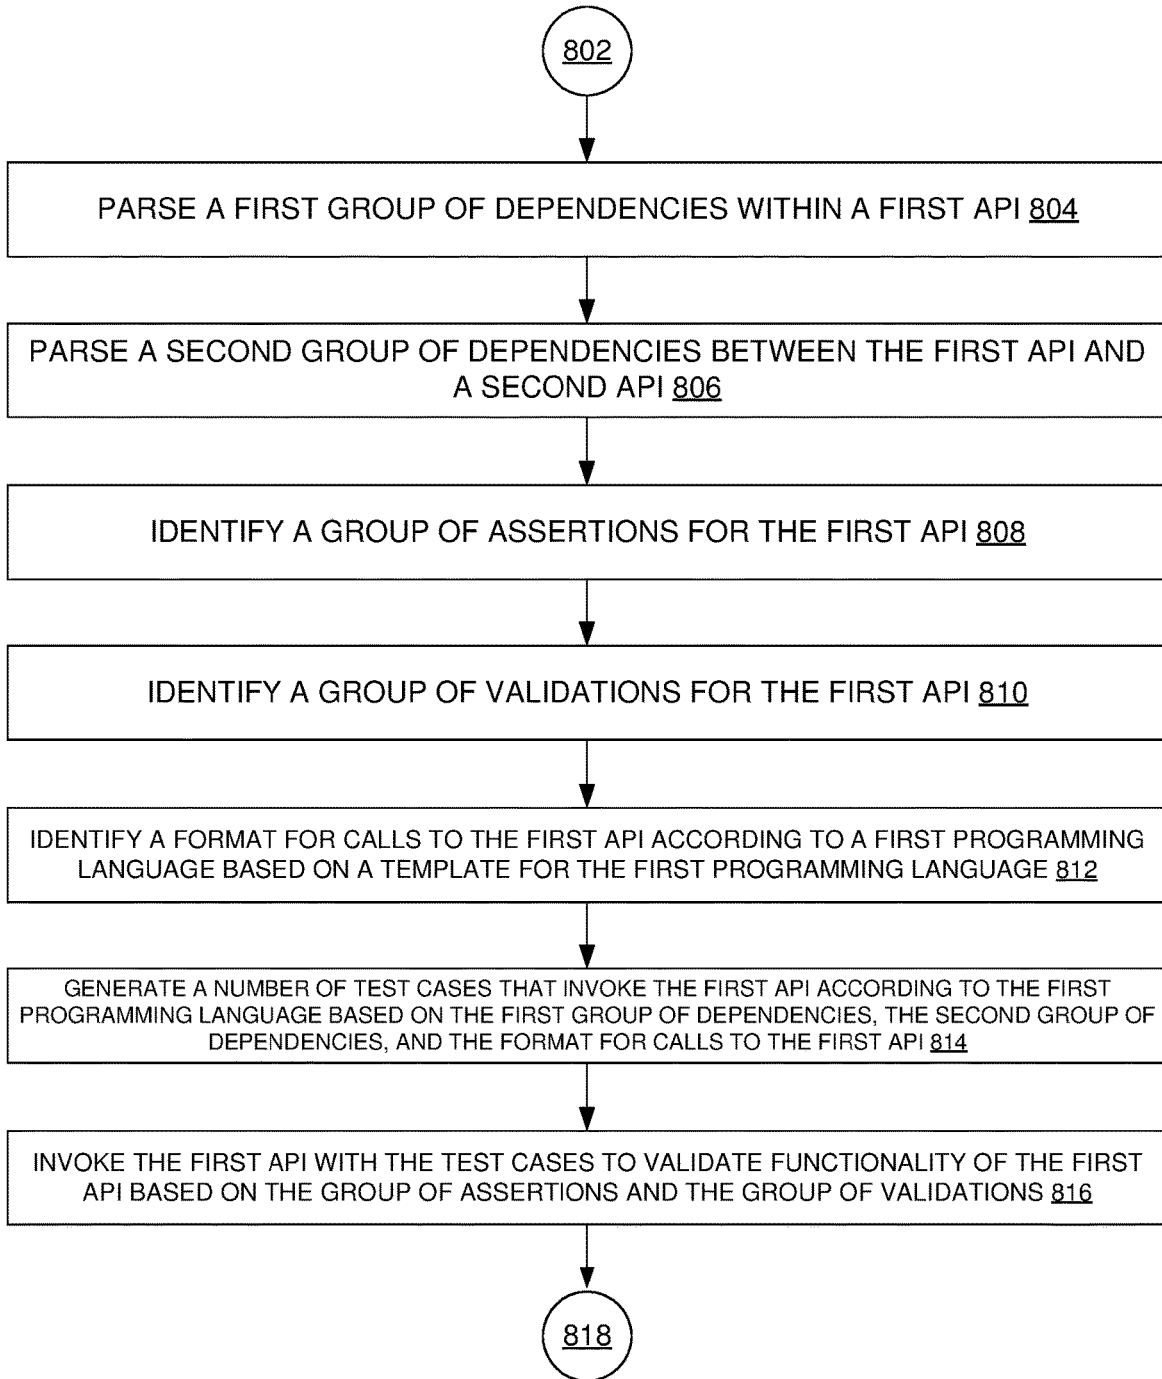 802
PARSE A FIRST GROUP OF DEPENDENCIES WITHIN A FIRST API 804
PARSE A SECOND GROUP OF DEPENDENCIES BETWEEN THE FIRST API AND
A SECOND API 806
IDENTIFY A GROUP OF ASSERTIONS FOR THE FIRST API 808
IDENTIFY A GROUP OF VALIDATIONS FOR THE FIRST API 810
IDENTIFY A FORMAT FOR CALLS TO THE FIRST API ACCORDING TO A FIRST PROGRAMMING
LANGUAGE BASED ON A TEMPLATE FOR THE FIRST PROGRAMMING LANGUAGE 812
GENERATE A NUMBER OF TEST CASES THAT INVOKE THE FIRST API ACCORDING TO THE FIRST
PROGRAMMING LANGUAGE BASED ON THE FIRST GROUP OF DEPENDENCIES, THE SECOND GROUP OF
DEPENDENCIES, AND THE FORMAT FOR CALLS TO THE FIRST API 814
INVOKE THE FIRST API WITH THE TEST CASES TO VALIDATE FUNCTIONALITY OF THE FIRST
API BASED ON THE GROUP OF ASSERTIONS AND THE GROUP OF VALIDATIONS 816
818